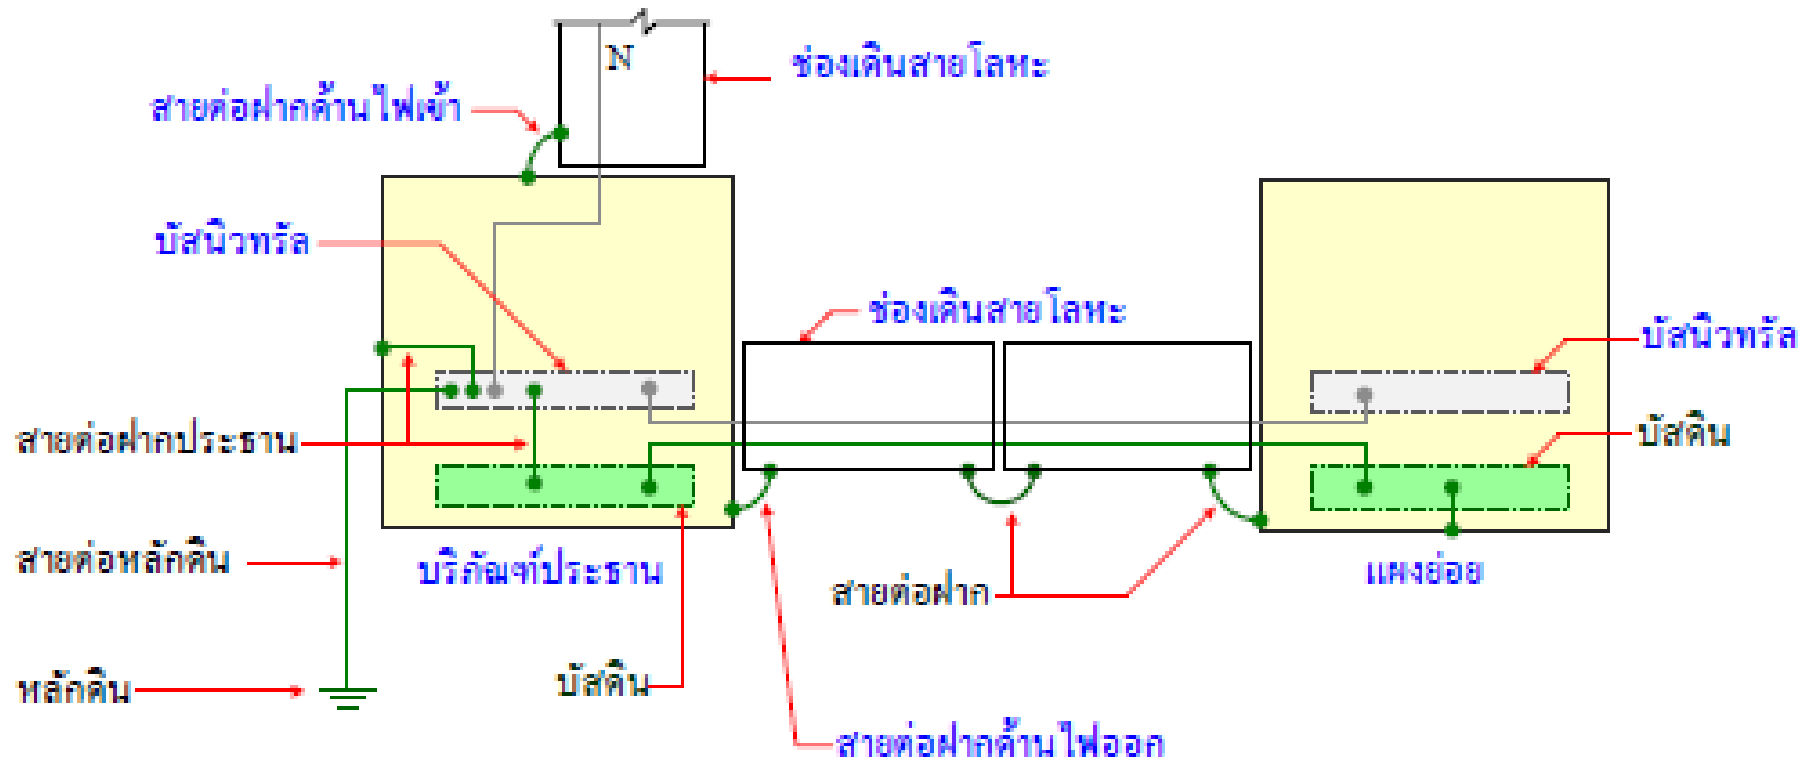 N
ช่องเดินสายโลหะ
สายต่อฝากด้านไฟเข้า
บัสนิวทรัล
ช่องเดินสายโลหะ
บัสนิวทรัล
สายต่อฝากประธาน
บัสดิน
สายต่อหลักดิน
บริภัณฑ์ประธาน
สายต่อฝาก
แผงย่อย
หลักดิน
บัสดิน
สายต่อฝากด้านไฟออก